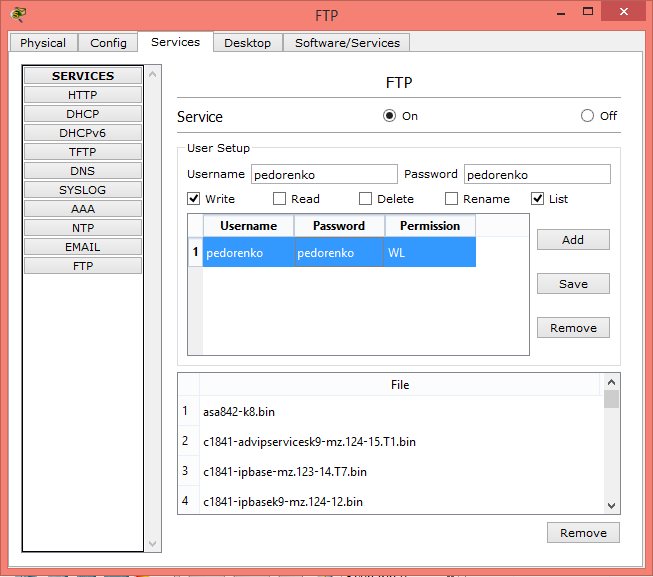 FTP
Physical Config Services Desktop Software/Services
SERVICES
HTTP
DHCP
DHCPv6
TFTP
DNS
SYSLOG
AAA
NTP
EMAIL
FTP
FTP
Service On Off
User Setup
Username pedorenko Password pedorenko
Write Read Delete Rename List
Username Password Permission
1 pedorenko pedorenko WL
Add
Save
Remove
File
1 asa842-k8.bin
2 c1841-advipservicesk9-mz.124-15.T1.bin
3 c1841-ipbase-mz.123-14.T7.bin
4 c1841-ipbasek9-mz.124-12.bin
Remove